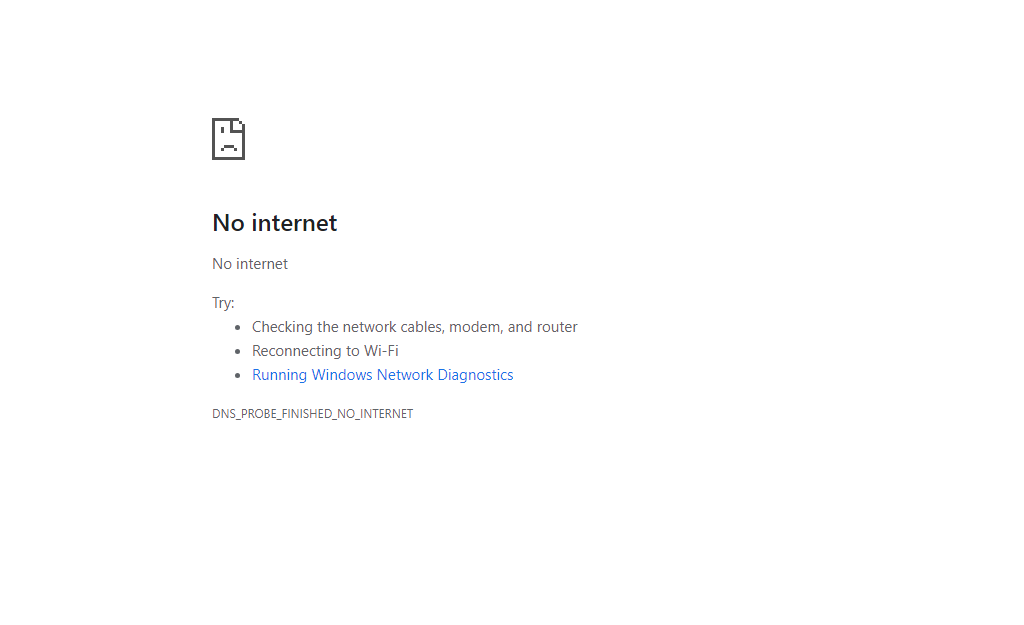 No internet
No internet
Try:
Checking the network cables, modem, and router
Reconnecting to Wi-Fi
Running Windows Network Diagnostics
DNS_PROBE_FINISHED_NO_INTERNET